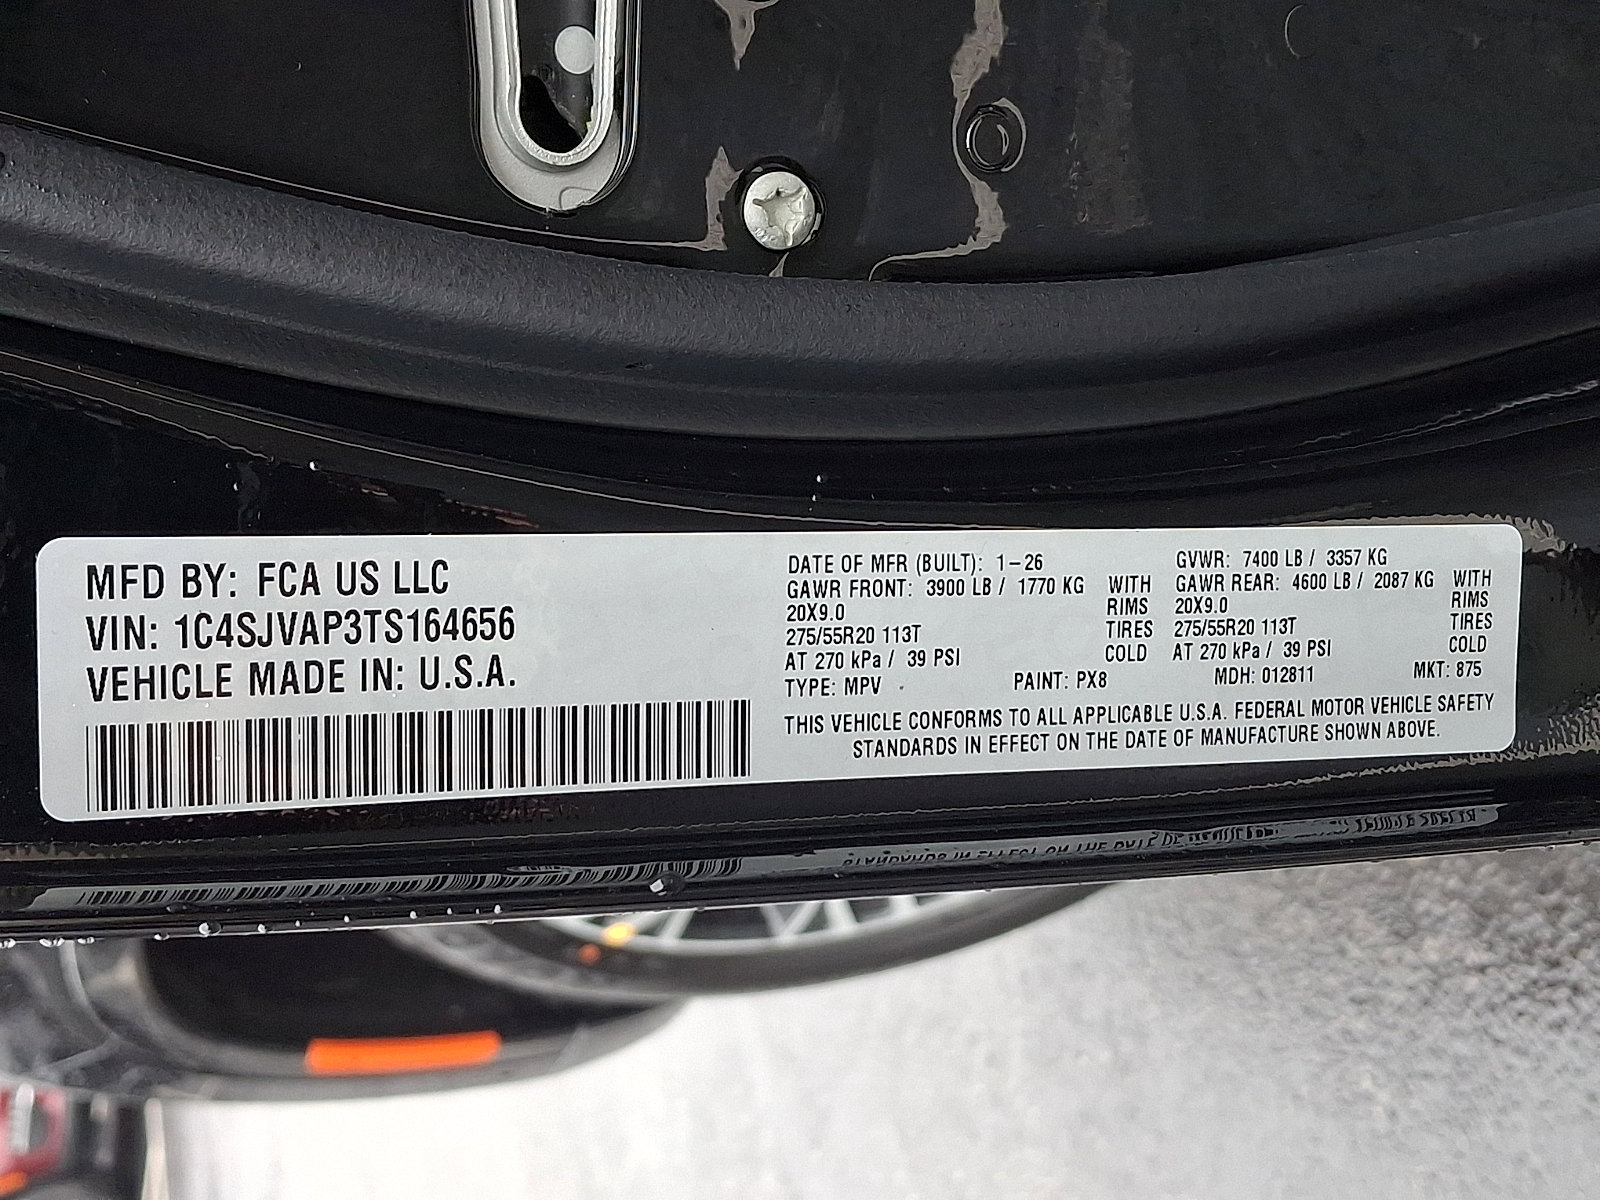 MFD BY: FCA US LLC
VIN: 1C4SJVAP3TS164656
VEHICLE MADE IN: U.S.A.
DATE OF MFR (BUILT): 1-26
GAWR FRONT: 3900 LB / 1770 KG WITH
20X9.0 RIMS
275/55R20 113T TIRES
AT 270 kPa / 39 PSI COLD
GVWR: 7400 LB / 3357 KG
GAWR REAR: 4600 LB / 2087 KG WITH
20X9.0 RIMS
275/55R20 113T TIRES
AT 270 kPa / 39 PSI COLD
TYPE: MPV PAINT: PX8 MDH: 012811 MKT: 875
THIS VEHICLE CONFORMS TO ALL APPLICABLE U.S.A. FEDERAL MOTOR VEHICLE SAFETY
STANDARDS IN EFFECT ON THE DATE OF MANUFACTURE SHOWN ABOVE.